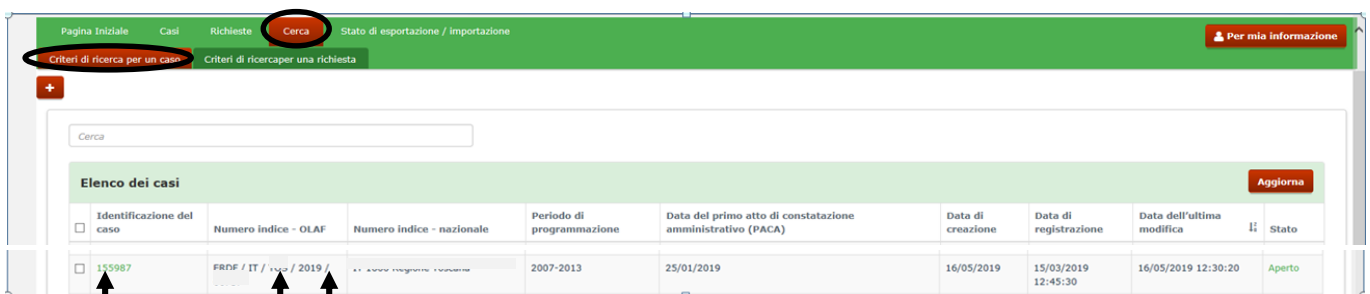 Pagina Iniziale Casi Richieste Cerca Stato di esportazione / importazione
Per mia informazione
Criteri di ricerca per un caso Criteri di ricercaper una richiesta
+
Cerca
Elenco dei casi
Aggiorna
Identificazione del caso Numero indice - OLAF Numero indice - nazionale Periodo di programmazione Data del primo atto di constatazione amministrativo (PACA) Data di creazione Data di registrazione Data dell'ultima modifica Stato
155987 ERDF / IT / / 2019 / Regione Toscana 2007-2013 25/01/2019 16/05/2019 15/03/2019 16/05/2019 12:30:20 Aperto
12:45:30